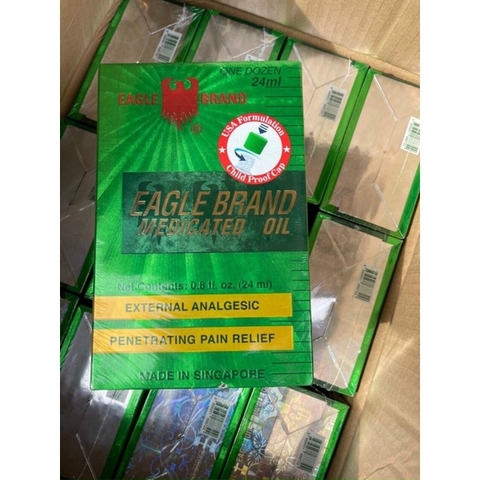 ONE DOZEN
24ml
EAGLE BRAND
®
USA Formulation
Child Proof Cap
EAGLE BRAND
MEDICATED OIL
Net Contents: 0.8 fl. oz. (24 ml)
EXTERNAL ANALGESIC
PENETRATING PAIN RELIEF
MADE IN SINGAPORE